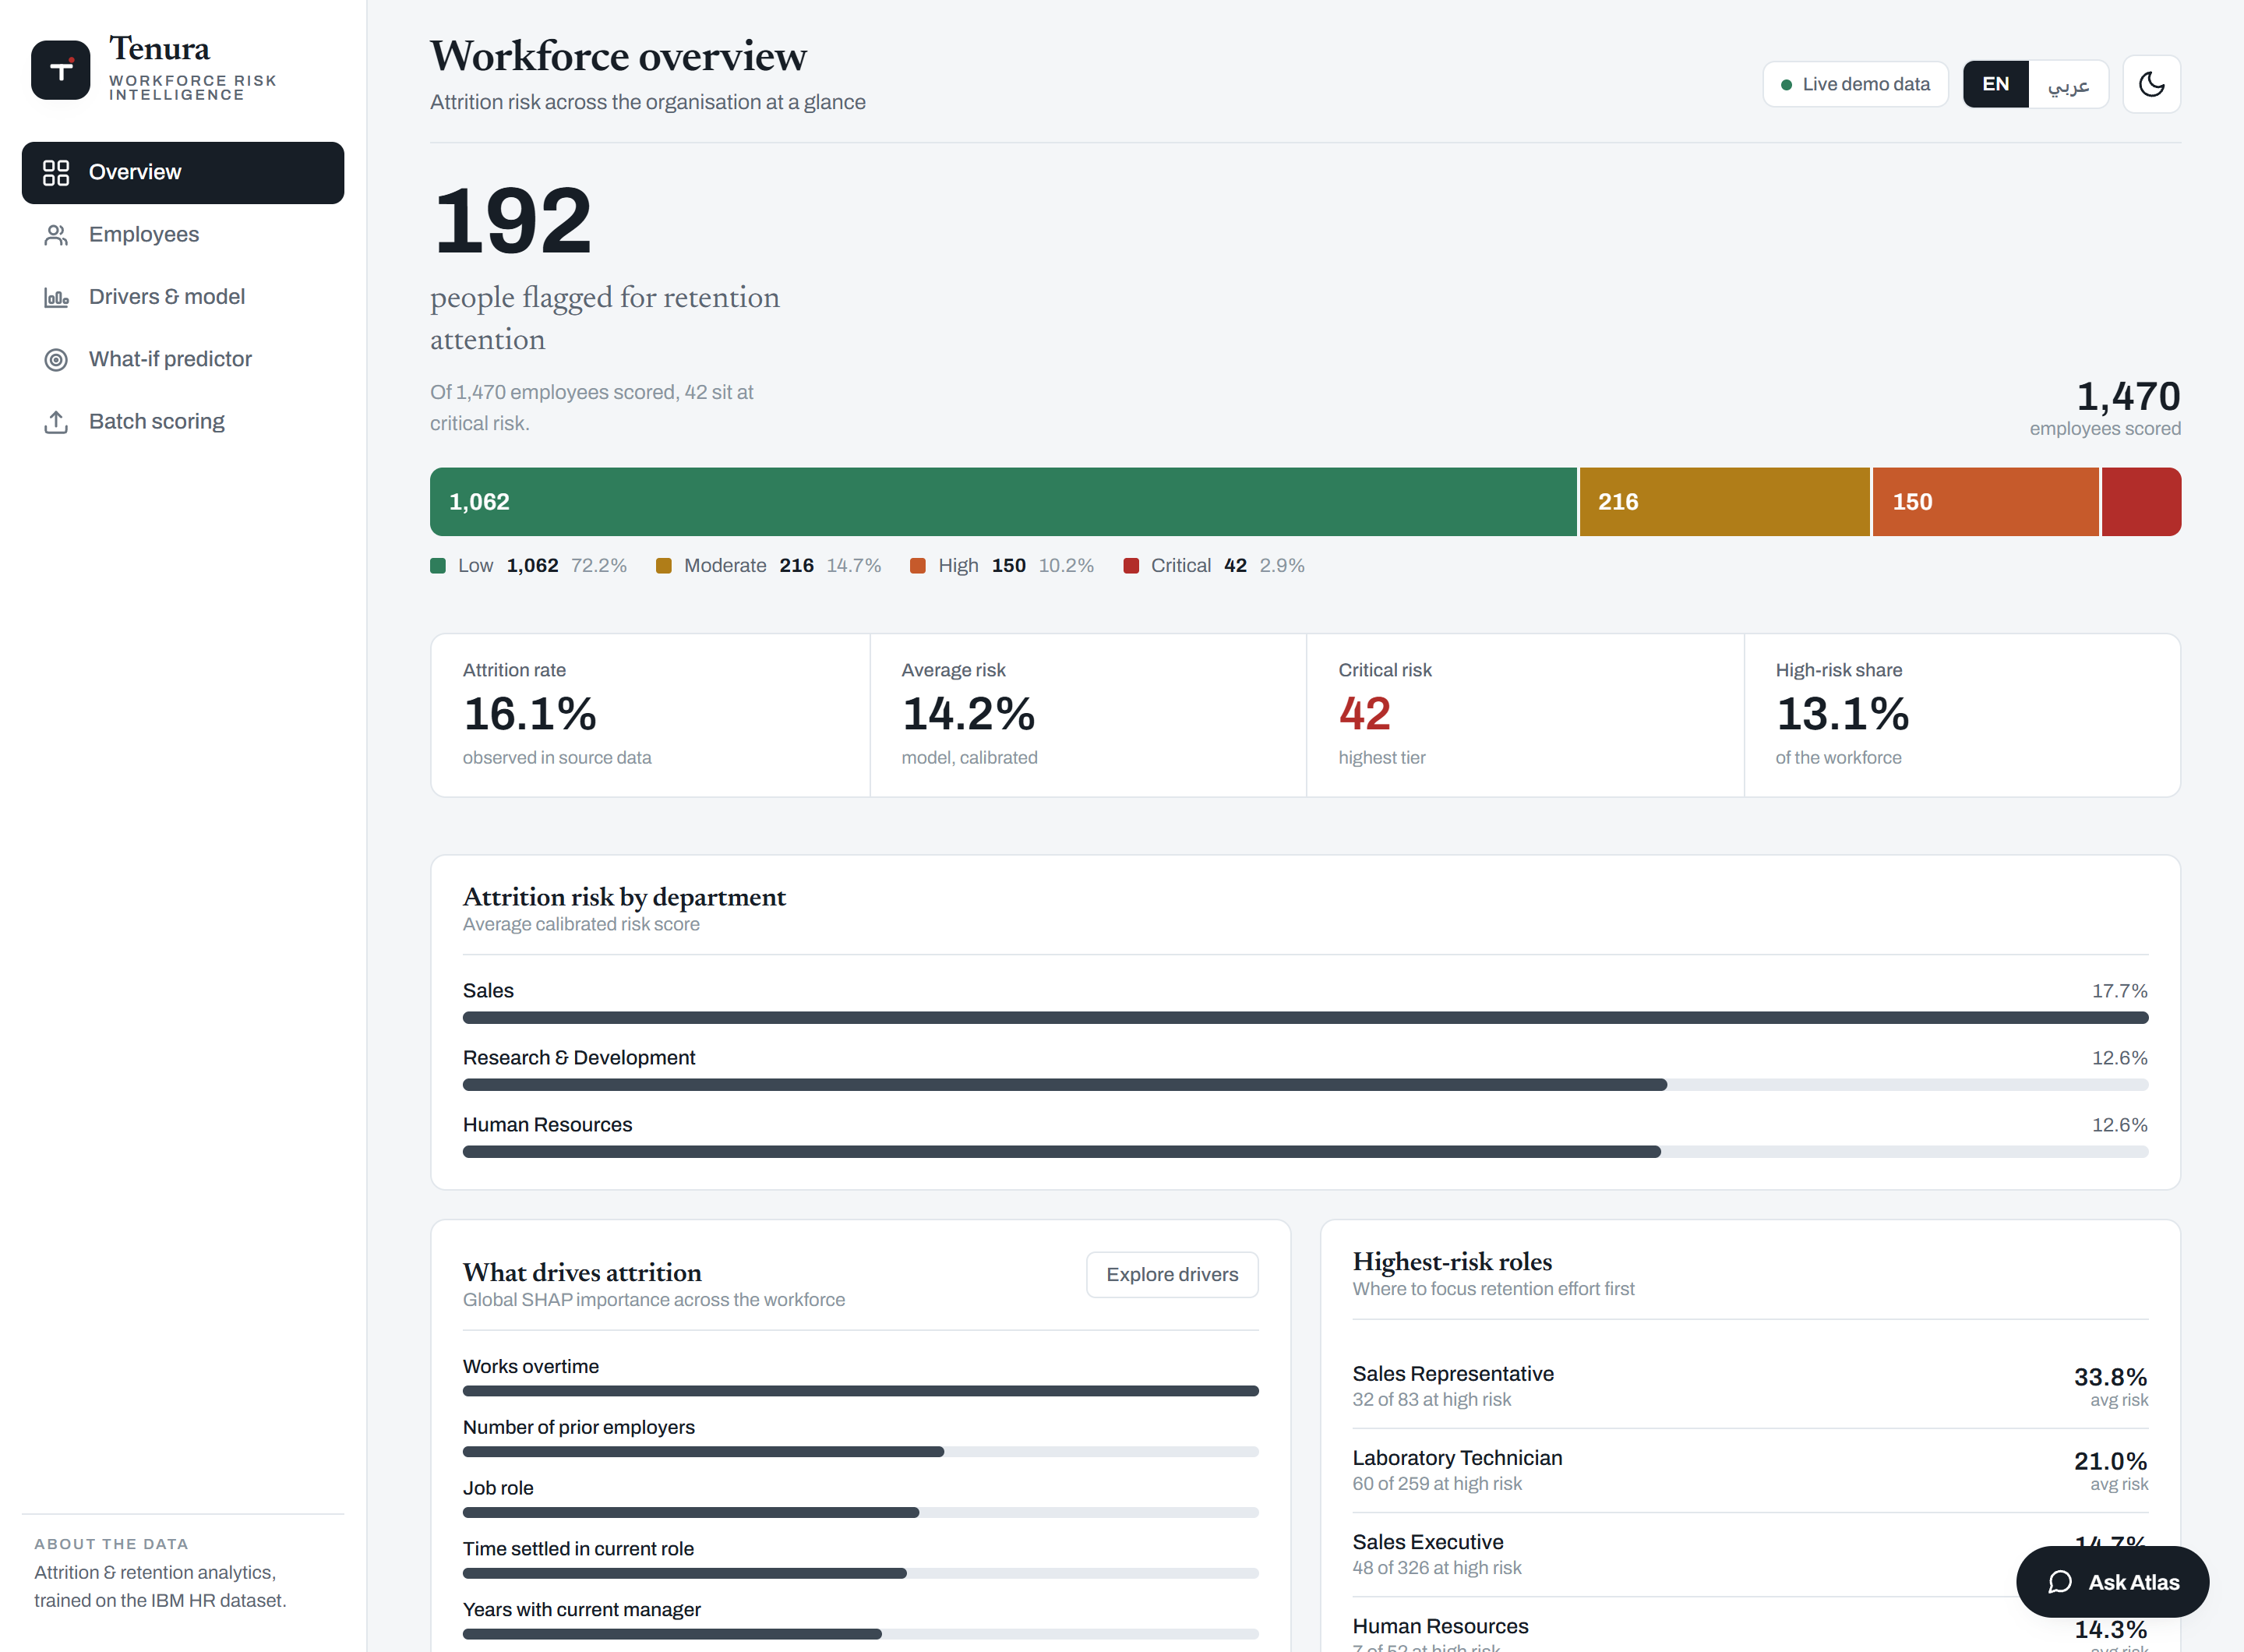 Tenura
WORKFORCE RISK
INTELLIGENCE
Overview
Employees
Drivers & model
What-if predictor
Batch scoring
ABOUT THE DATA
Attrition & retention analytics,
trained on the IBM HR dataset.
Workforce overview
Attrition risk across the organisation at a glance
Live demo data
EN
عربي
192
people flagged for retention
attention
Of 1,470 employees scored, 42 sit at
critical risk.
1,470
employees scored
1,062
216
150
Low 1,062 72.2%
Moderate 216 14.7%
High 150 10.2%
Critical 42 2.9%
Attrition rate
16.1%
observed in source data
Average risk
14.2%
model, calibrated
Critical risk
42
highest tier
High-risk share
13.1%
of the workforce
Attrition risk by department
Average calibrated risk score
Sales 17.7%
Research & Development 12.6%
Human Resources 12.6%
What drives attrition
Global SHAP importance across the workforce
Explore drivers
Works overtime
Number of prior employers
Job role
Time settled in current role
Years with current manager
Highest-risk roles
Where to focus retention effort first
Sales Representative
32 of 83 at high risk
33.8%
avg risk
Laboratory Technician
60 of 259 at high risk
21.0%
avg risk
Sales Executive
48 of 326 at high risk
14.7%
Human Resources
7 of 52 at high risk
14.3%
avg risk
Ask Atlas